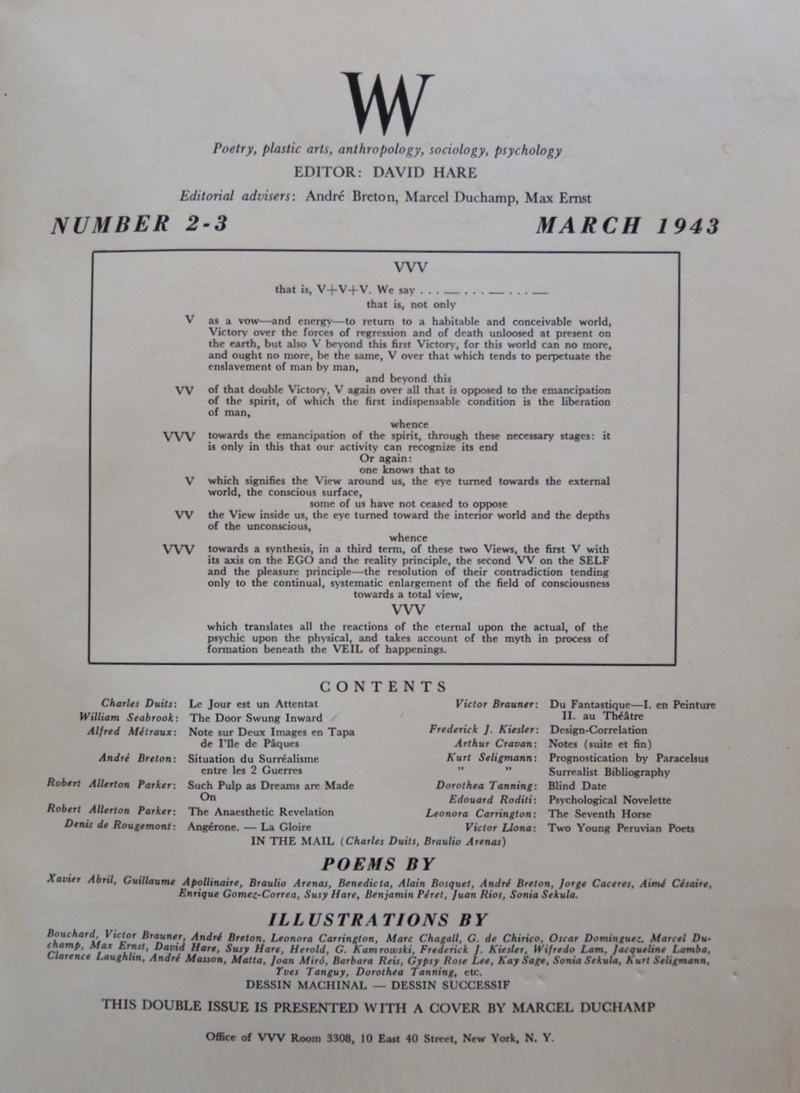 VVV
Poetry, plastic arts, anthropology, sociology, psychology
EDITOR: DAVID HARE
Editorial advisers: André Breton, Marcel Duchamp, Max Ernst
NUMBER 2-3 MARCH 1943
VVV
that is, V+V+V. We say . . . — . . . — . . . —
that is, not only
V as a vow—and energy—to return to a habitable and conceivable world,
Victory over the forces of regression and of death unloosed at present on
the earth, but also V beyond this first Victory, for this world can no more,
and ought no more, be the same, V over that which tends to perpetuate the
enslavement of man by man,
and beyond this
VV of that double Victory, V again over all that is opposed to the emancipation
of the spirit, of which the first indispensable condition is the liberation
of man,
whence
VVV towards the emancipation of the spirit, through these necessary stages: it
is only in this that our activity can recognize its end
Or again:
one knows that to
V which signifies the View around us, the eye turned towards the external
world, the conscious surface,
some of us have not ceased to oppose
VV the View inside us, the eye turned toward the interior world and the depths
of the unconscious,
whence
VVV towards a synthesis, in a third term, of these two Views, the first V with
its axis on the EGO and the reality principle, the second VV on the SELF
and the pleasure principle—the resolution of their contradiction tending
only to the continual, systematic enlargement of the field of consciousness
towards a total view,
VVV
which translates all the reactions of the eternal upon the actual, of the
psychic upon the physical, and takes account of the myth in process of
formation beneath the VEIL of happenings.
CONTENTS
Charles Duits: Le Jour est un Attentat
William Seabrook: The Door Swung Inward
Alfred Métraux: Note sur Deux Images en Tapa
de l'Ile de Pâques
André Breton: Situation du Surréalisme
entre les 2 Guerres
Robert Allerton Parker: Such Pulp as Dreams are Made
On
Robert Allerton Parker: The Anaesthetic Revelation
Denis de Rougemont: Angérone. — La Gloire
Victor Brauner: Du Fantastique—I. en Peinture
II. au Théâtre
Frederick J. Kiesler: Design-Correlation
Arthur Cravan: Notes (suite et fin)
Kurt Seligmann: Prognostication by Paracelsus
" " Surrealist Bibliography
Dorothea Tanning: Blind Date
Edouard Roditi: Psychological Novelette
Leonora Carrington: The Seventh Horse
Victor Llona: Two Young Peruvian Poets
IN THE MAIL (Charles Duits, Braulio Arenas)
POEMS BY
Xavier Abril, Guillaume Apollinaire, Braulio Arenas, Benedicta, Alain Bosquet, André Breton, Jorge Caceres, Aimé Césaire,
Enrique Gomez-Correa, Susy Hare, Benjamin Péret, Juan Rios, Sonia Sekula.
ILLUSTRATIONS BY
Bouchard, Victor Brauner, André Breton, Leonora Carrington, Marc Chagall, G. de Chirico, Oscar Dominguez, Marcel Du-
champ, Max Ernst, David Hare, Susy Hare, Herold, G. Kamrowski, Frederick J. Kiesler, Wifredo Lam, Jacqueline Lamba,
Clarence Laughlin, André Masson, Matta, Joan Miró, Barbara Reis, Gypsy Rose Lee, Kay Sage, Sonia Sekula, Kurt Seligmann,
Yves Tanguy, Dorothea Tanning, etc.
DESSIN MACHINAL — DESSIN SUCCESSIF
THIS DOUBLE ISSUE IS PRESENTED WITH A COVER BY MARCEL DUCHAMP
Office of VVV Room 3308, 10 East 40 Street, New York, N. Y.